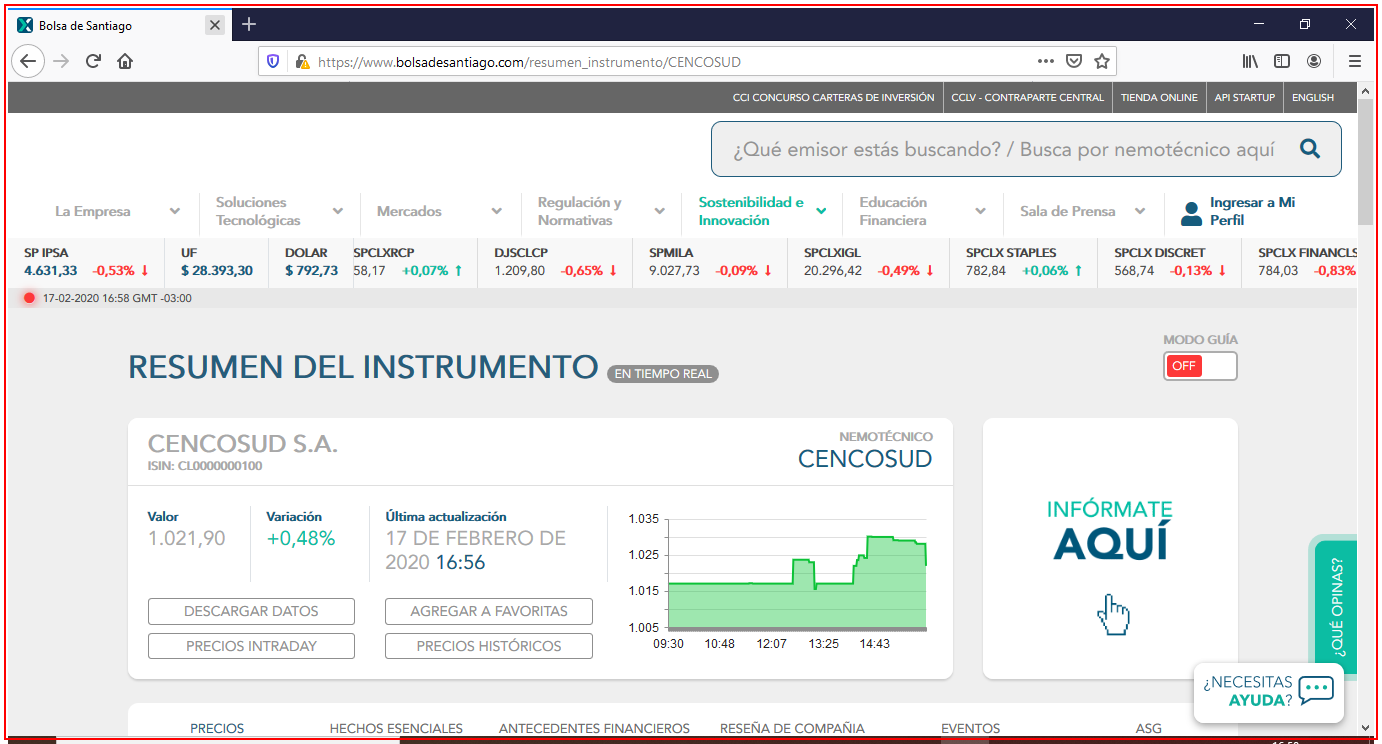 Bolsa de Santiago
https://www.bolsadesantiago.com/resumen_instrumento/CENCOSUD
CCI CONCURSO CARTERAS DE INVERSIÓN CCLV - CONTRAPARTE CENTRAL TIENDA ONLINE API STARTUP ENGLISH
¿Qué emisor estás buscando? / Busca por nemotécnico aquí
La Empresa
Soluciones
Tecnológicas
Mercados
Regulación y
Normativas
Sostenibilidad e
Innovación
Educación
Financiera
Sala de Prensa
Ingresar a Mi
Perfil
SP IPSA UF DOLAR SPCLXRCP DJSCLCP SPMILA SPCLXIGL SPCLX STAPLES SPCLX DISCRET SPCLX FINANCLS
4.631,33 -0,53% ↓ $ 28.393,30 $ 792,73 58,17 +0,07% ↑ 1.209,80 -0,65% ↓ 9.027,73 -0,09% ↓ 20.296,42 -0,49% ↓ 782,84 +0,06% ↑ 568,74 -0,13% ↓ 784,03 -0,83%
17-02-2020 16:58 GMT -03:00
MODO GUÍA
OFF
RESUMEN DEL INSTRUMENTO EN TIEMPO REAL
CENCOSUD S.A.
ISIN: CL0000000100
NEMOTÉCNICO
CENCOSUD
Valor
1.021,90
Variación
+0,48%
Última actualización
17 DE FEBRERO DE
2020 16:56
DESCARGAR DATOS AGREGAR A FAVORITAS
PRECIOS INTRADAY PRECIOS HISTÓRICOS
1.035
1.025
1.015
1.005
09:30 10:48 12:07 13:25 14:43
INFÓRMATE
AQUÍ
¿QUÉ OPINAS?
¿NECESITAS
AYUDA?
PRECIOS HECHOS ESENCIALES ANTECEDENTES FINANCIEROS RESEÑA DE COMPAÑIA EVENTOS ASG